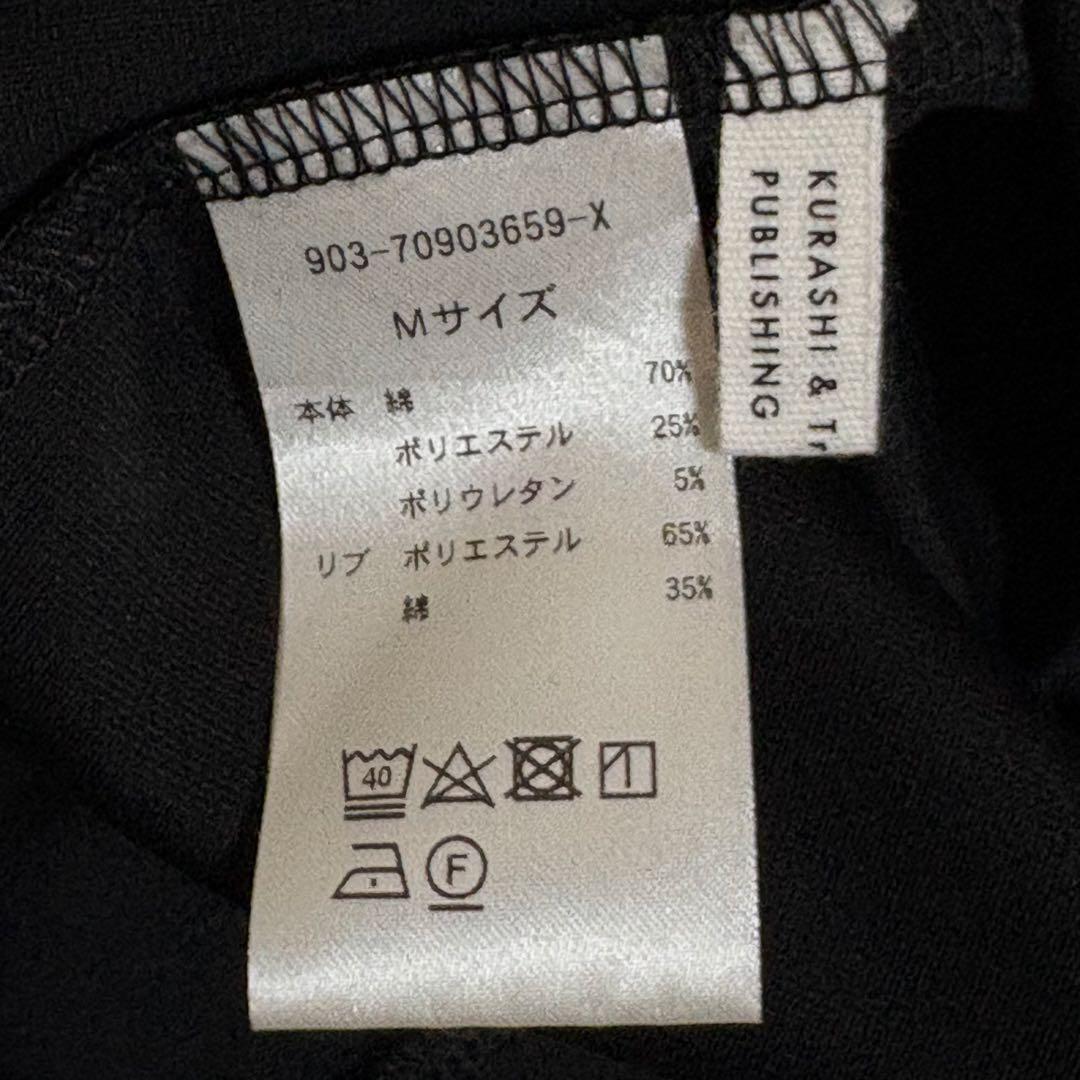 903-70903659-X
Mサイズ
本体 綿 70%
ポリエステル 25%
ポリウレタン 5%
リブ ポリエステル 65%
綿 35%
40
F
KURASHI & Tr
PUBLISHING